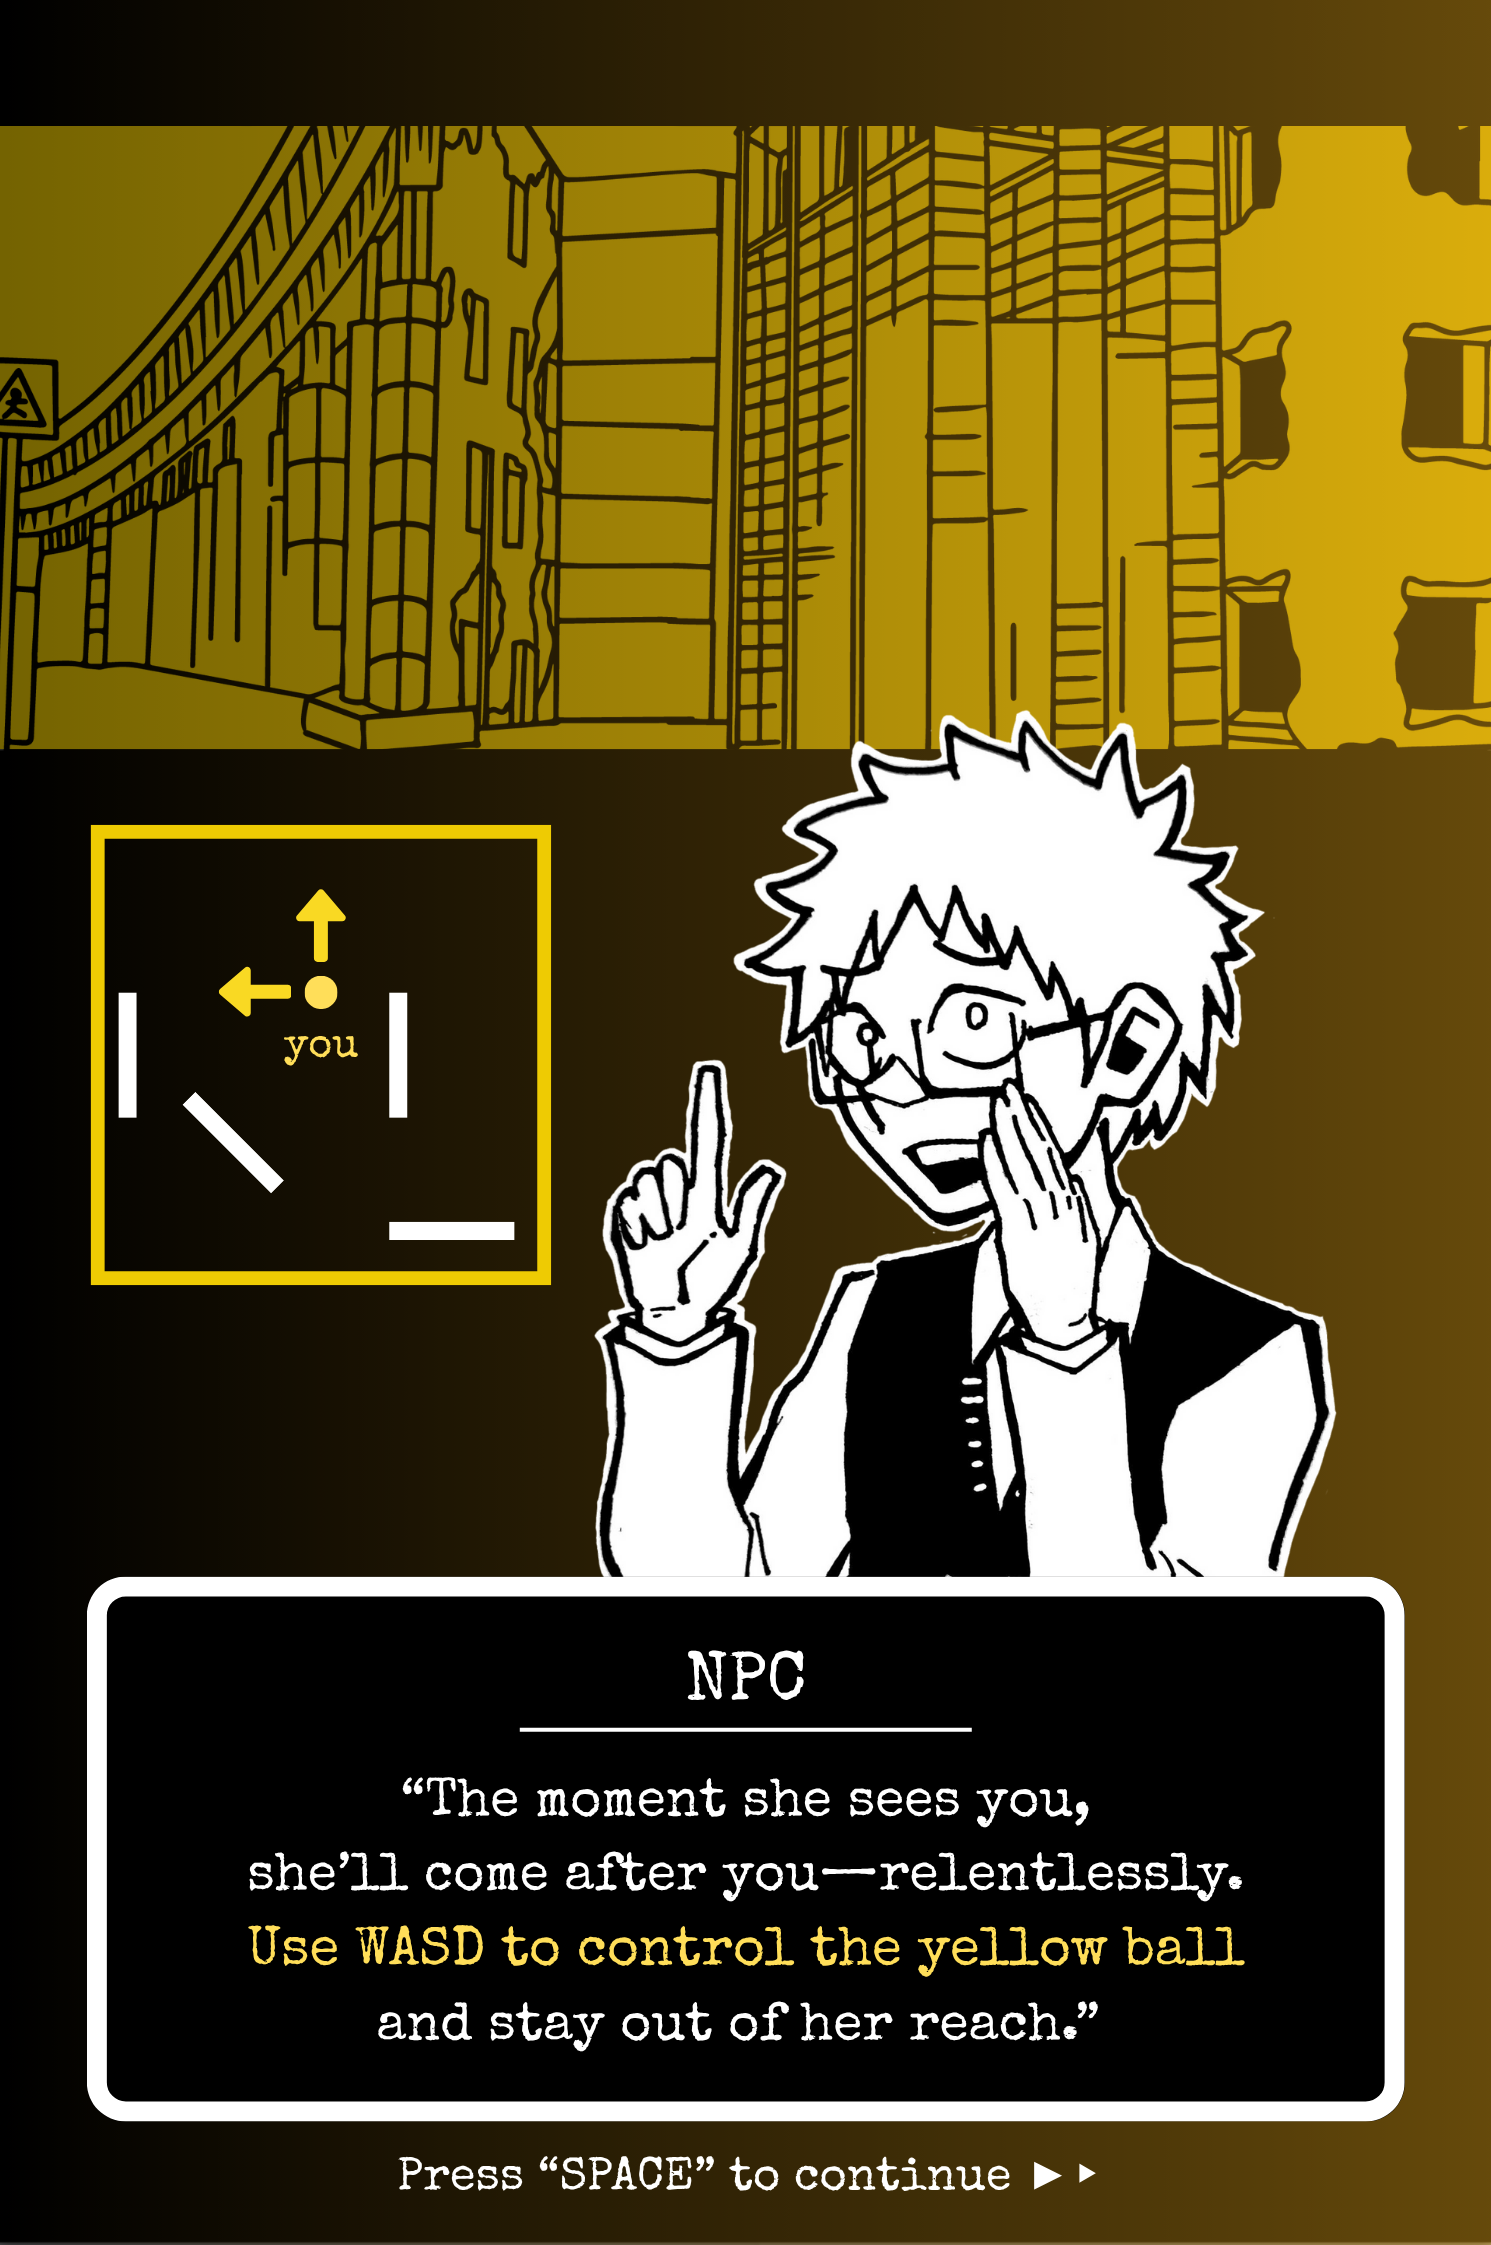 you
NPC
“The moment she sees you,
she’ll come after you—relentlessly.
Use WASD to control the yellow ball
and stay out of her reach.”
Press “SPACE” to continue ▶ ▶